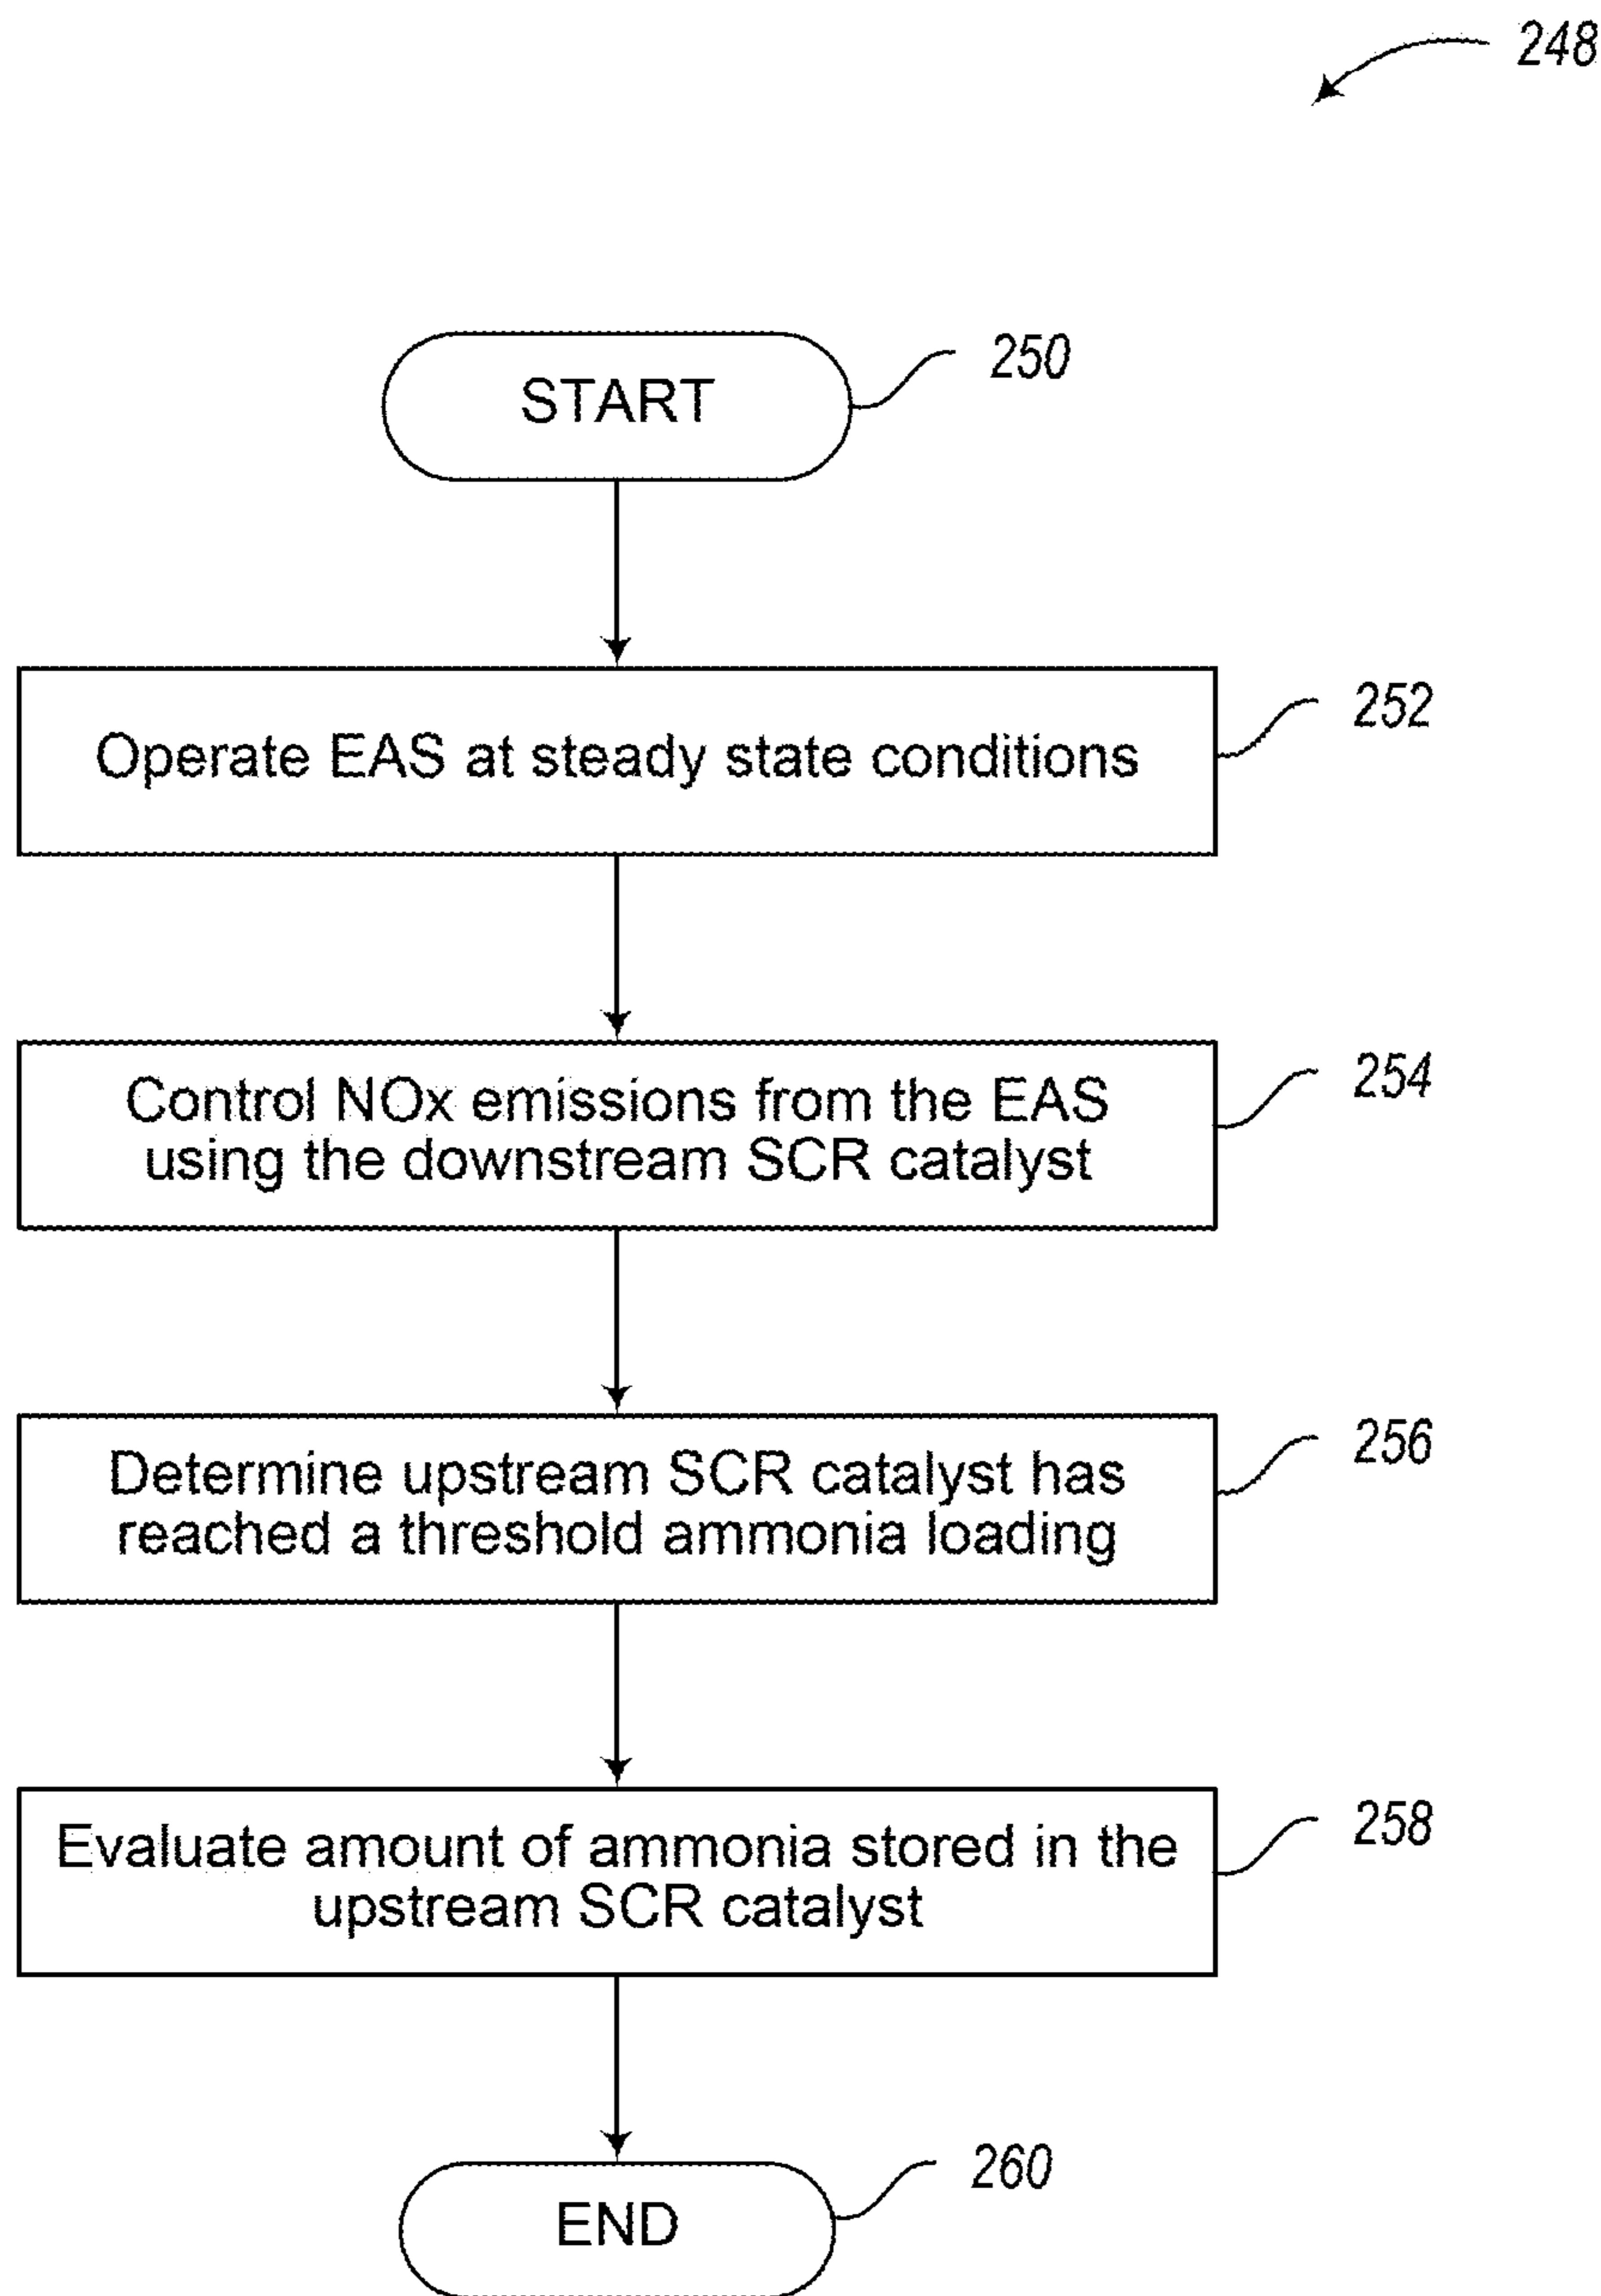 248
START
250
Operate EAS at steady state conditions
252
Control NOx emissions from the EAS
using the downstream SCR catalyst
254
Determine upstream SCR catalyst has
reached a threshold ammonia loading
256
Evaluate amount of ammonia stored in the
upstream SCR catalyst
258
END
260